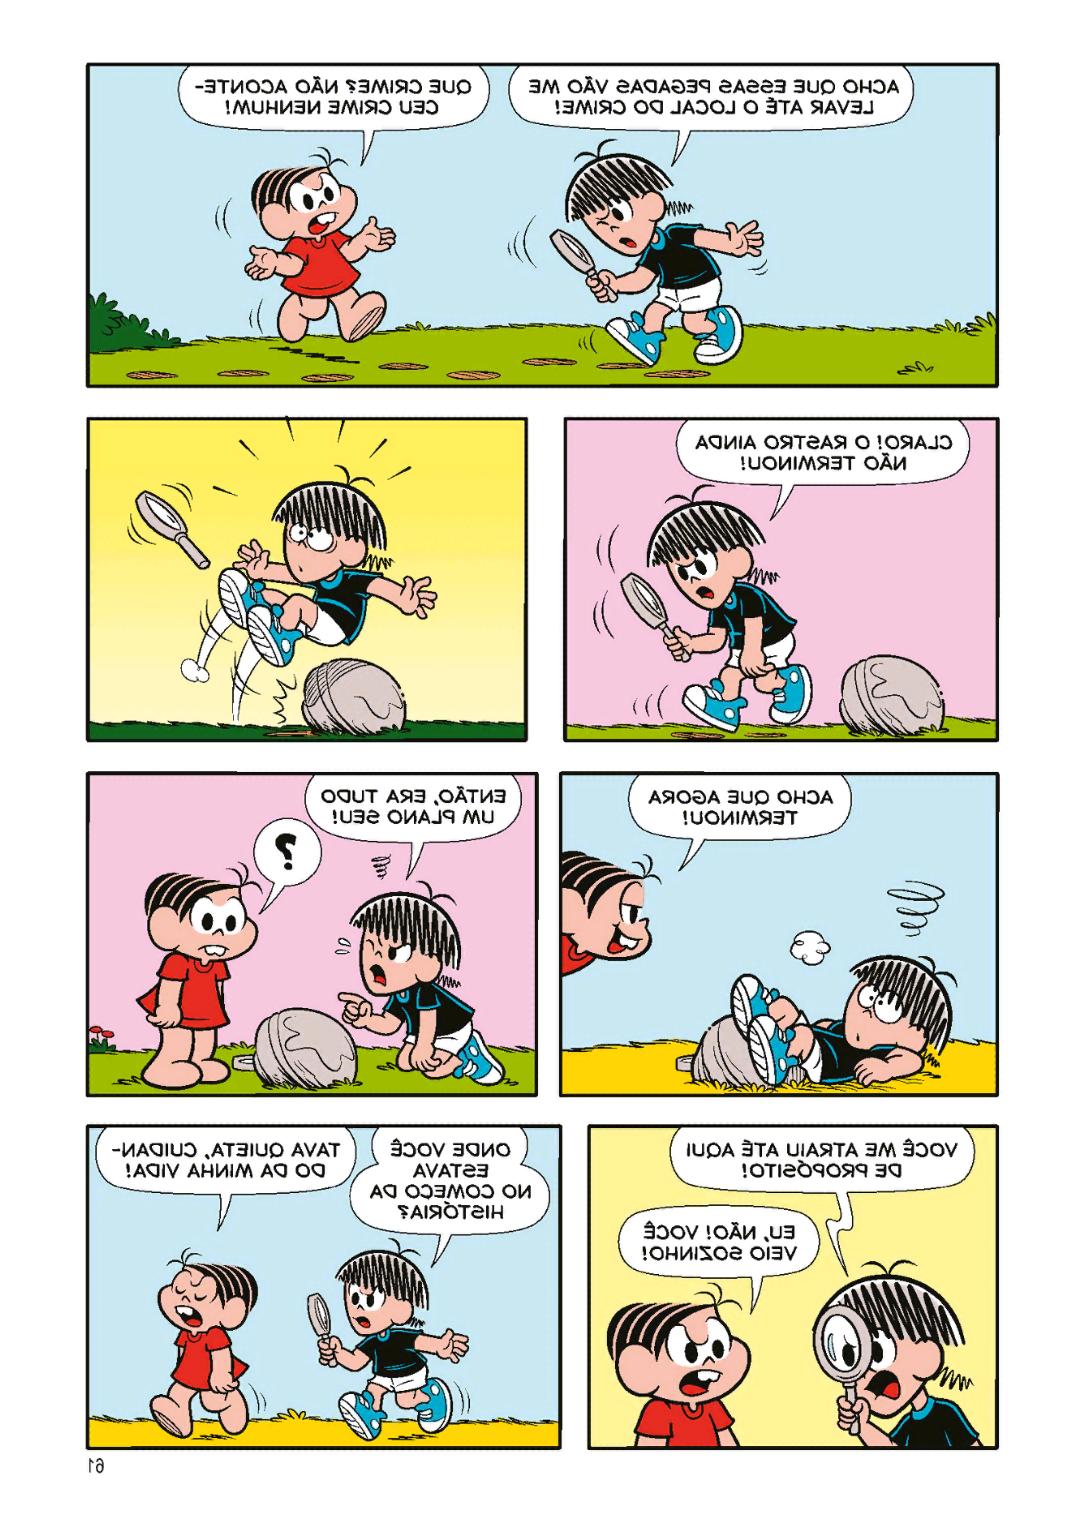 ACHO QUE ESSAS PEGADAS VÃO ME
LEVAR ATÉ O LOCAL DO CRIME!
QUE CRIME? NÃO ACONTE-
CEU CRIME NENHUM!
CLARO! O RASTRO AINDA
NÃO TERMINOU!
ACHO QUE AGORA
TERMINOU!
ENTÃO, ERA TUDO
UM PLANO SEU!
?
VOCÊ ME ATRAIU ATÉ AQUI
DE PROPÓSITO!
EU, NÃO! VOCÊ
VEIO SOZINHO!
ONDE VOCÊ
ESTAVA
NO COMEÇO DA
HISTÓRIA?
TAVA QUIETA, CUIDAN-
DO DA MINHA VIDA!
61